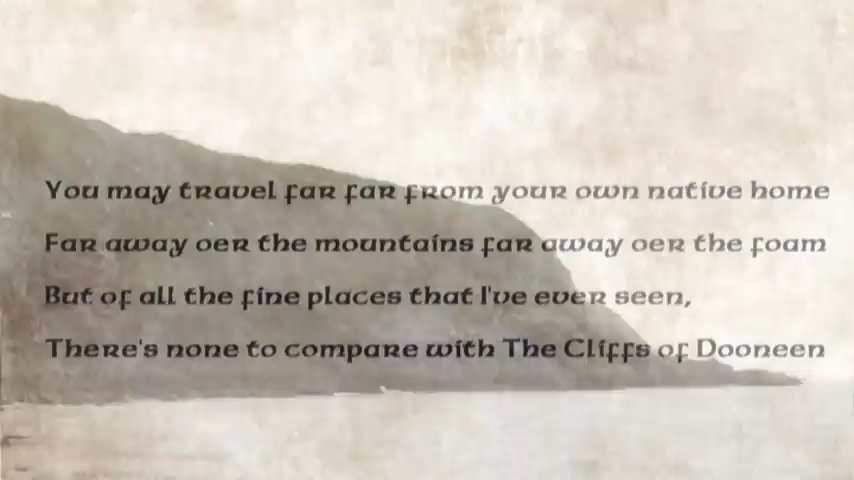 You may travel far far from your own native home
Far away oer the mountains far away oer the foam
But of all the fine places that I've ever seen,
There's none to compare with The Cliffs of Dooneen